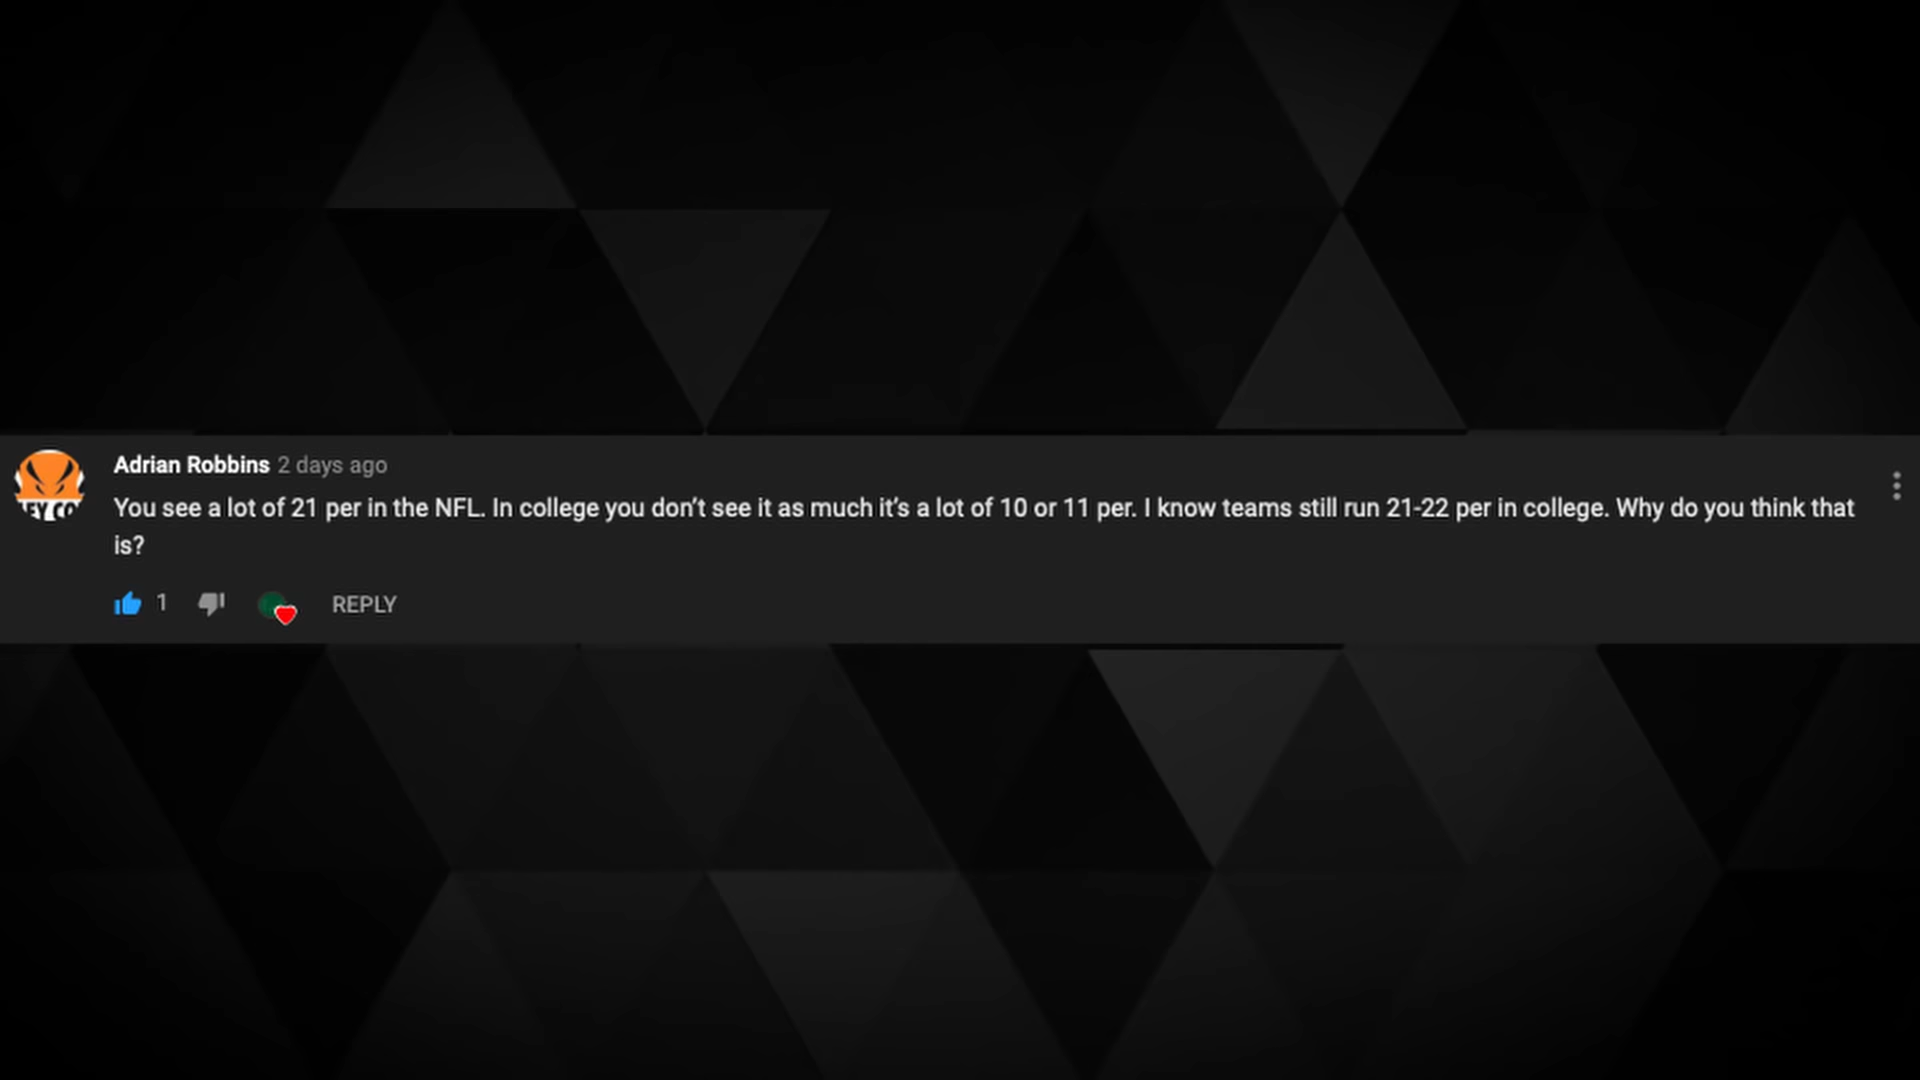 Adrian Robbins 2 days ago
You see a lot of 21 per in the NFL. In college you don't see it as much it's a lot of 10 or 11 per. I know teams still run 21-22 per in college. Why do you think that
is?
1 REPLY